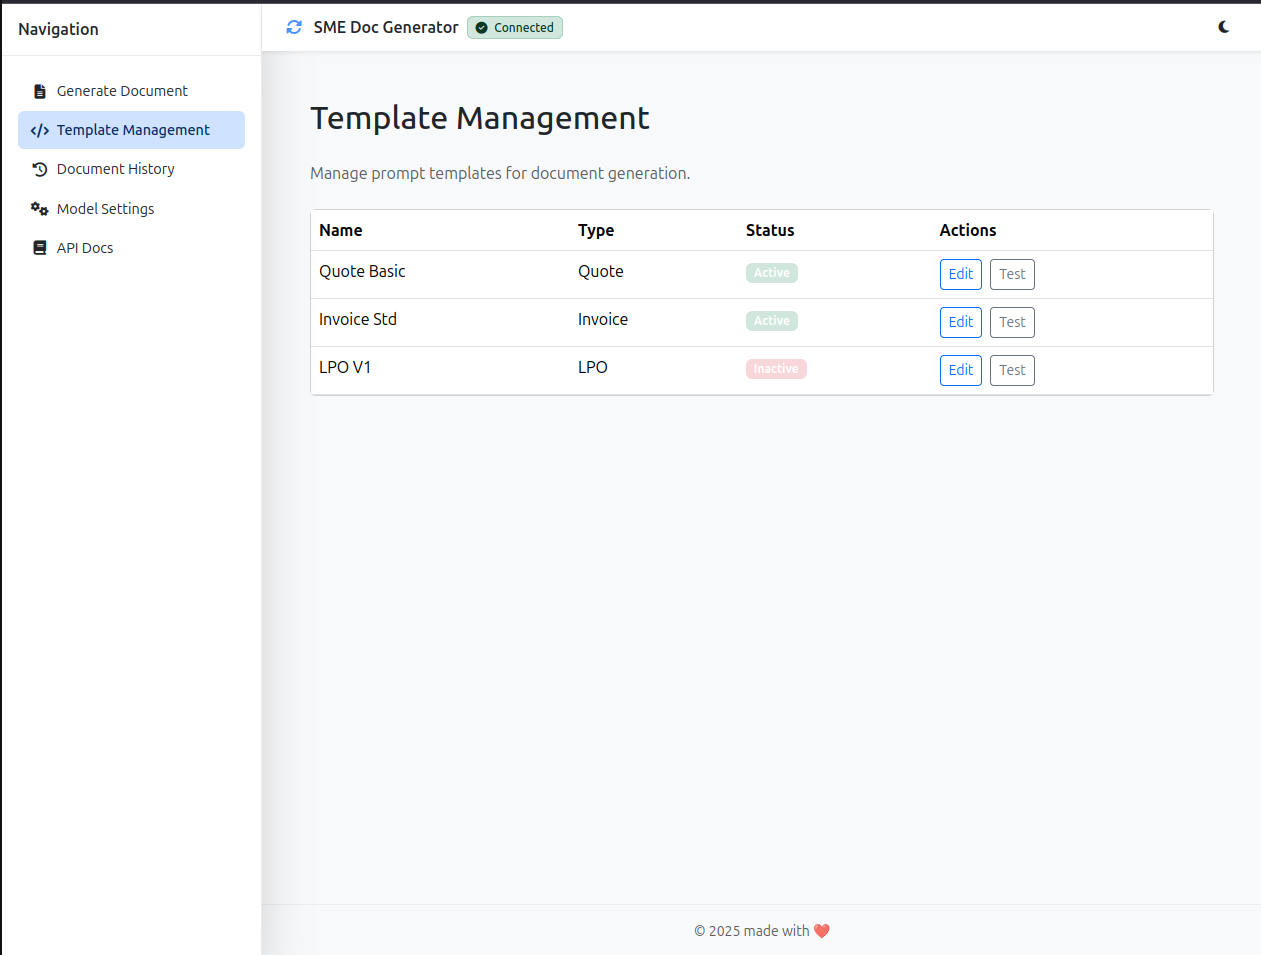 Navigation
Generate Document
Template Management
Document History
Model Settings
API Docs
SME Doc Generator Connected
Template Management
Manage prompt templates for document generation.
Name Type Status Actions
Quote Basic Quote Active Edit Test
Invoice Std Invoice Active Edit Test
LPO V1 LPO Inactive Edit Test
© 2025 made with ❤️